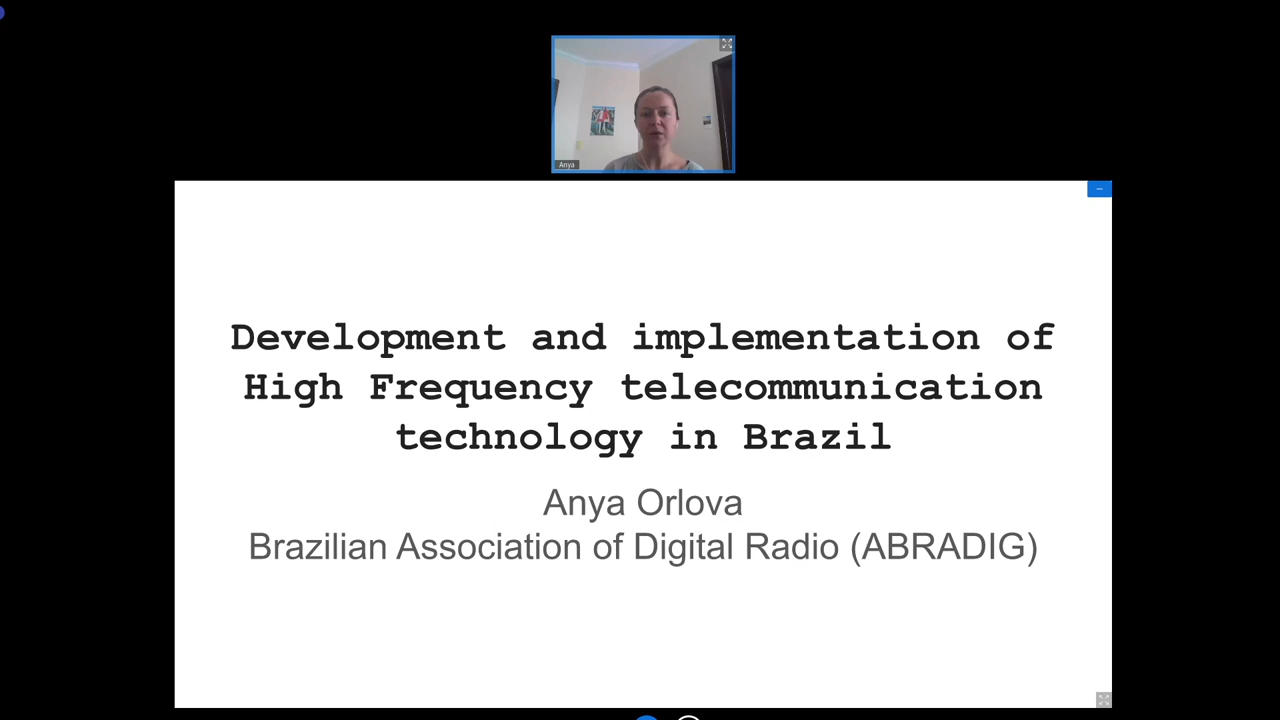 Anya
Development and implementation of
High Frequency telecommunication
technology in Brazil
Anya Orlova
Brazilian Association of Digital Radio (ABRADIG)